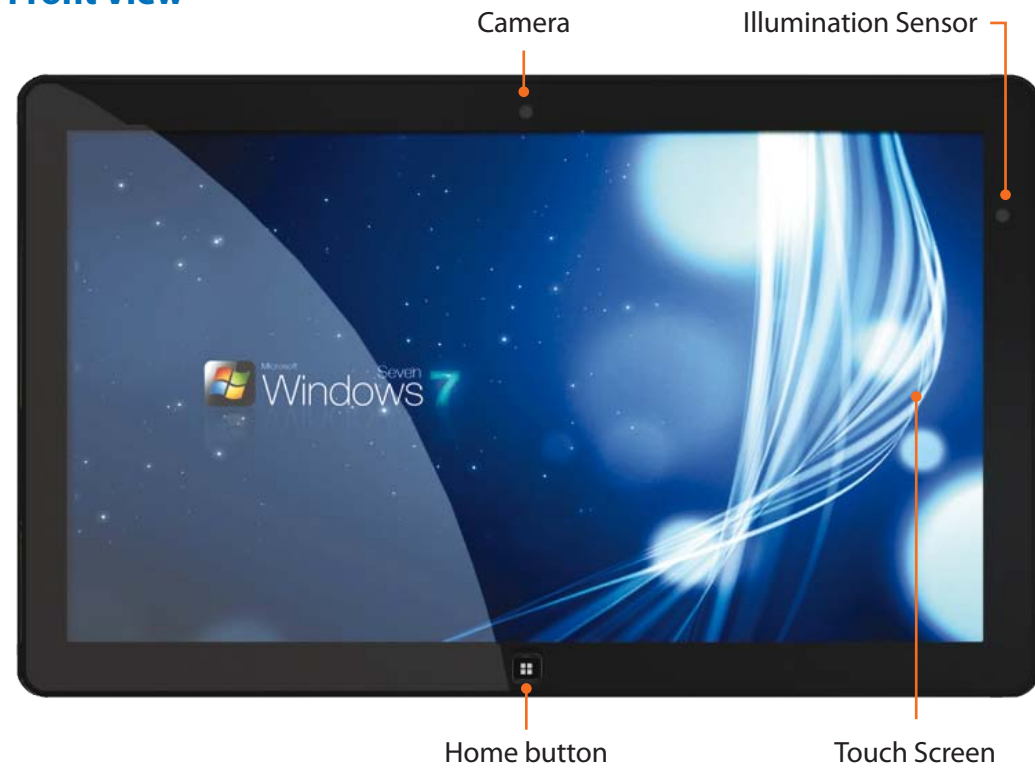 Front View
Camera
Illumination Sensor
Microsoft
Seven
Windows 7
Home button
Touch Screen